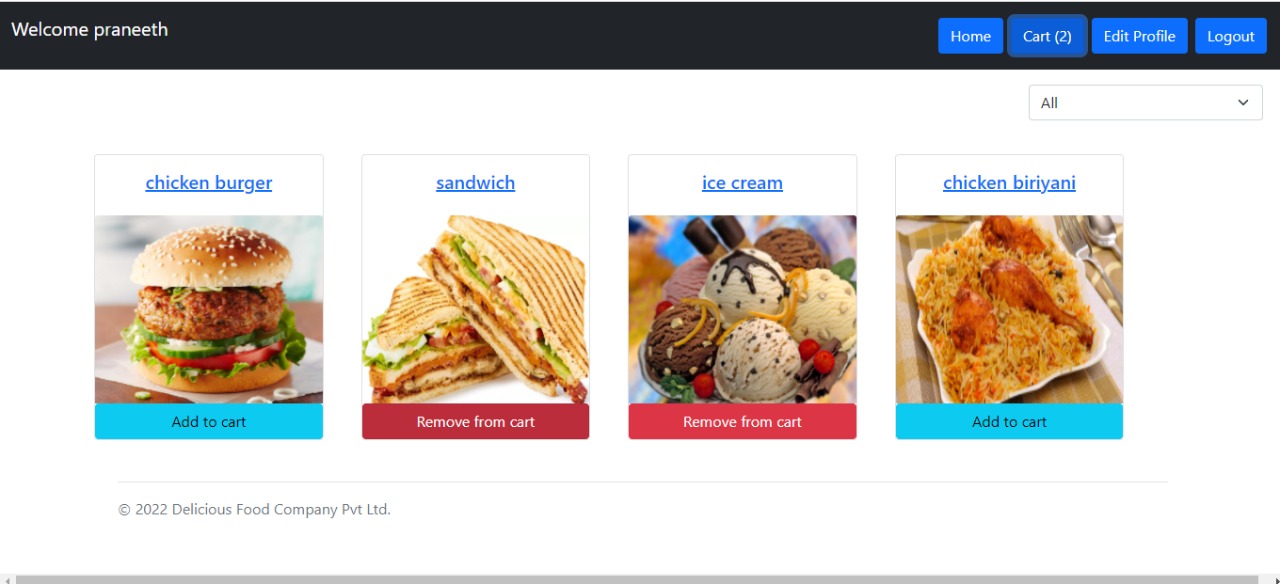 Welcome praneeth
Home Cart (2) Edit Profile Logout
All
chicken burger sandwich ice cream chicken biriyani
Add to cart Remove from cart Remove from cart Add to cart
© 2022 Delicious Food Company Pvt Ltd.